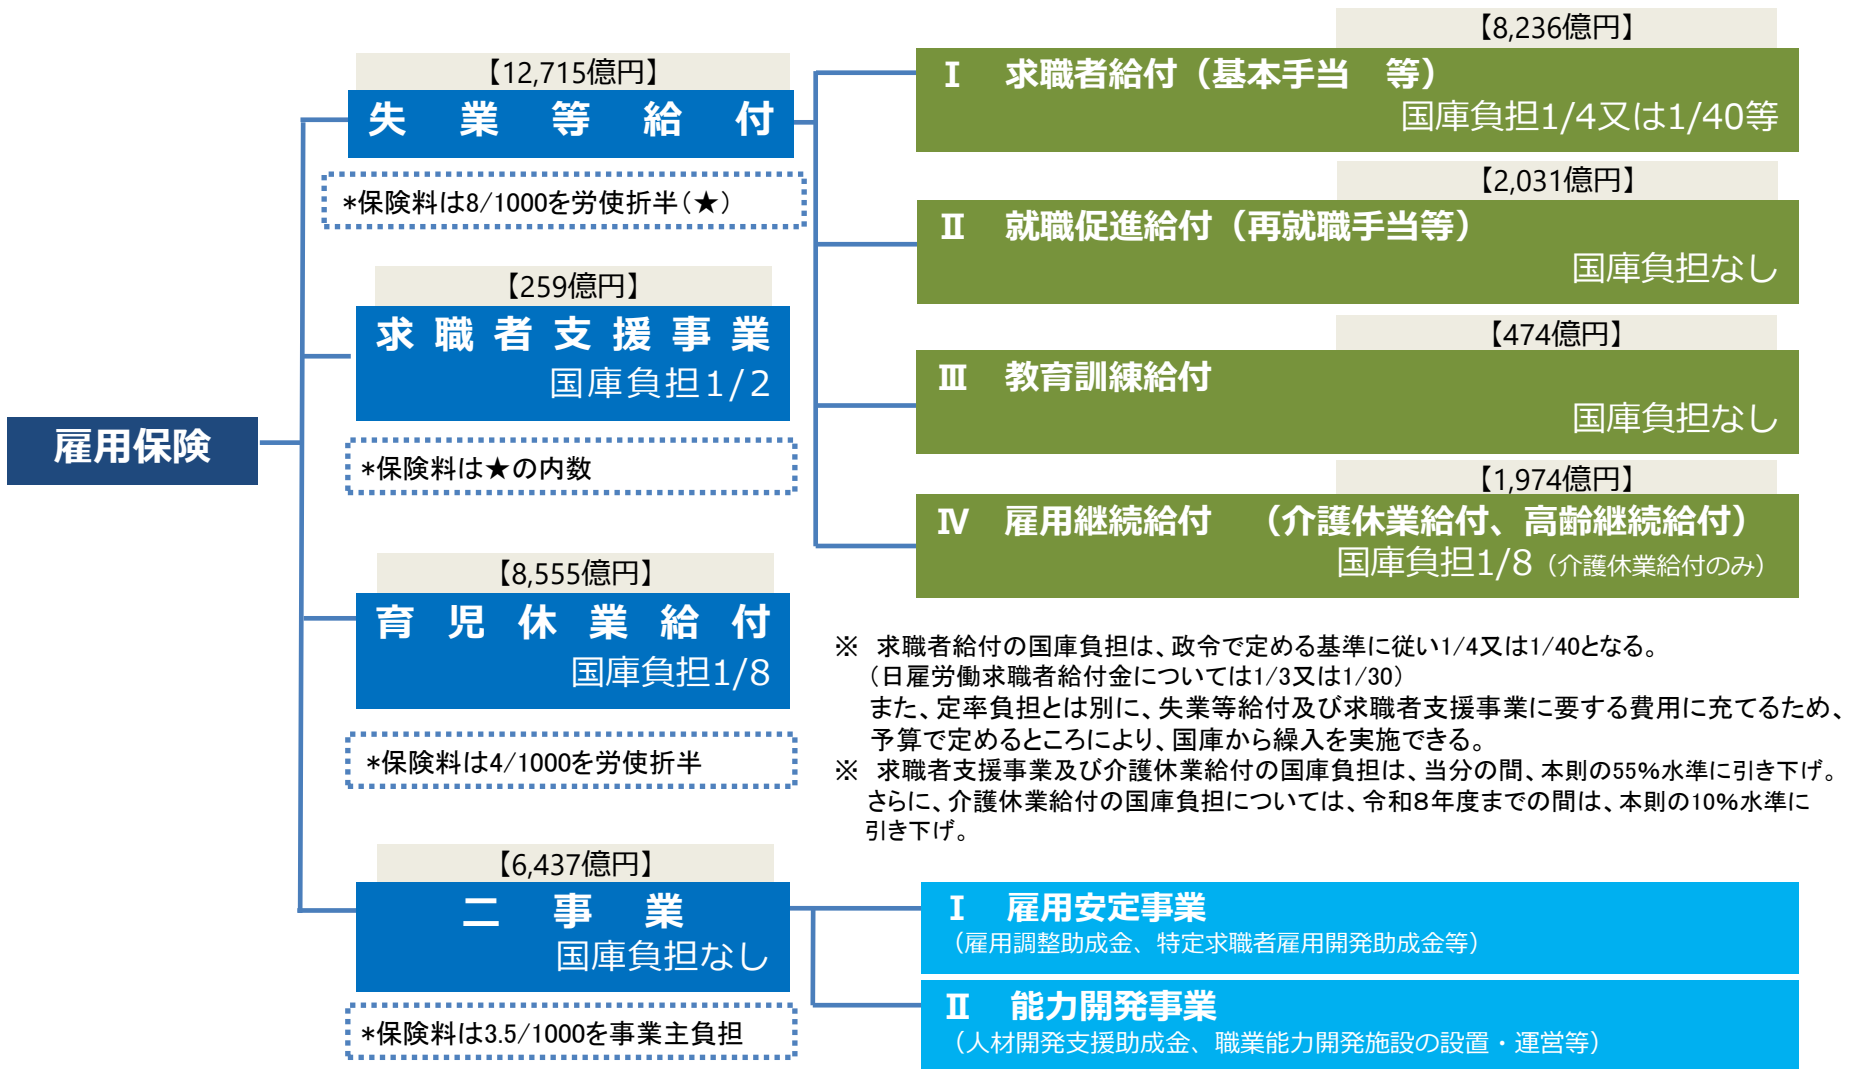 雇用保険
【12,715億円】
失業等給付
*保険料は8/1000を労使折半(★)
【259億円】
求職者支援事業
国庫負担1/2
*保険料は★の内数
【8,555億円】
育児休業給付
国庫負担1/8
*保険料は4/1000を労使折半
【6,437億円】
二事業
国庫負担なし
*保険料は3.5/1000を事業主負担
【8,236億円】
Ⅰ 求職者給付（基本手当 等）
国庫負担1/4又は1/40等
【2,031億円】
Ⅱ 就職促進給付（再就職手当等）
国庫負担なし
【474億円】
Ⅲ 教育訓練給付
国庫負担なし
【1,974億円】
Ⅳ 雇用継続給付 （介護休業給付、高齢継続給付）
国庫負担1/8（介護休業給付のみ）
※ 求職者給付の国庫負担は、政令で定める基準に従い1/4又は1/40となる。
（日雇労働求職者給付金については1/3又は1/30）
また、定率負担とは別に、失業等給付及び求職者支援事業に要する費用に充てるため、
予算で定めるところにより、国庫から繰入を実施できる。
※ 求職者支援事業及び介護休業給付の国庫負担は、当分の間、本則の55%水準に引き下げ。
さらに、介護休業給付の国庫負担については、令和８年度までの間は、本則の10%水準に
引き下げ。
Ⅰ 雇用安定事業
（雇用調整助成金、特定求職者雇用開発助成金等）
Ⅱ 能力開発事業
（人材開発支援助成金、職業能力開発施設の設置・運営等）